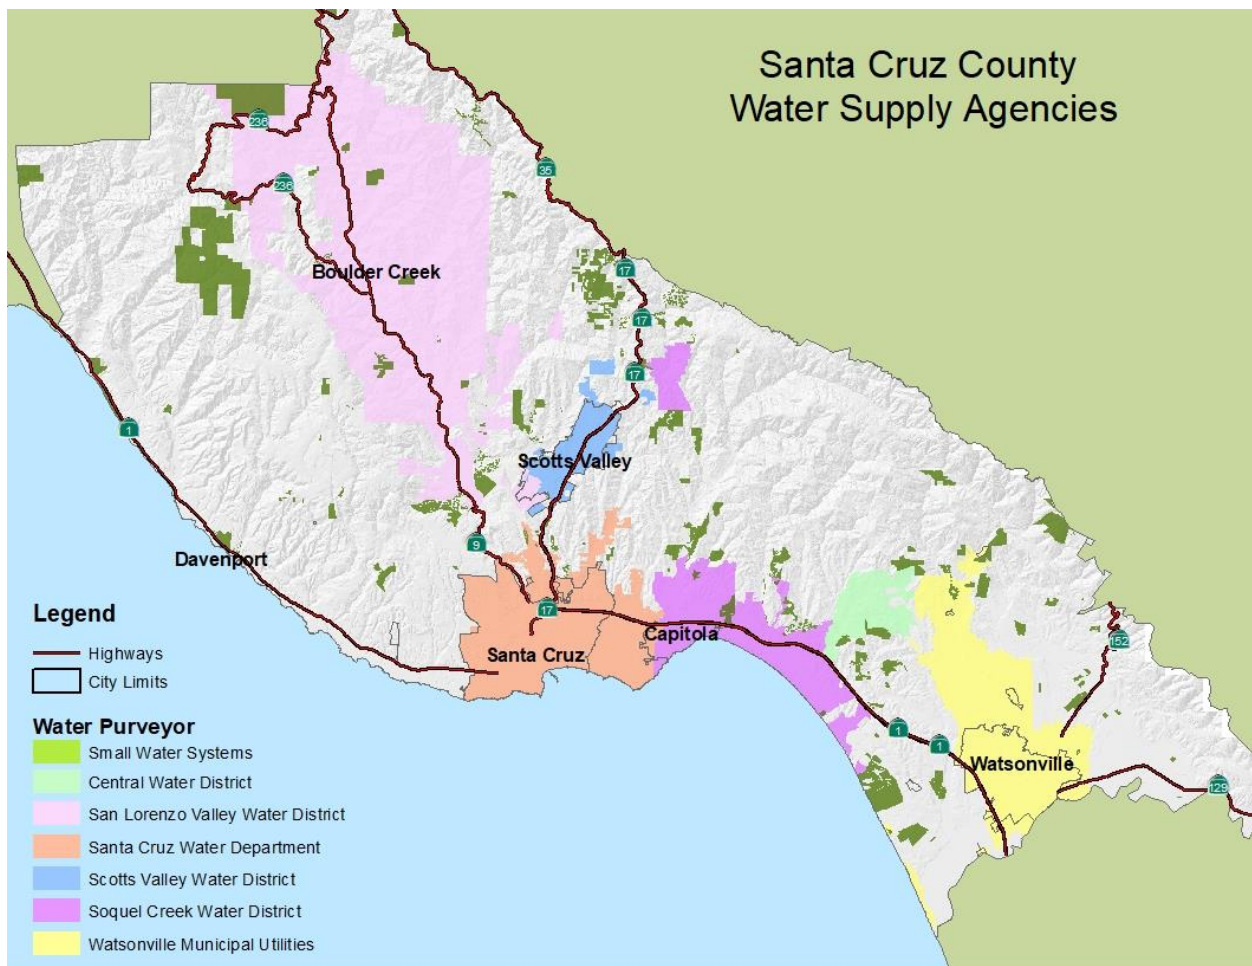 Santa Cruz County
Water Supply Agencies
236
35
236
17
Boulder Creek
17
17
1
Scotts Valley
9
Davenport
17
Capitola
152
Santa Cruz
1
1
Watsonville
129
Legend
Highways
City Limits
Water Purveyor
Small Water Systems
Central Water District
San Lorenzo Valley Water District
Santa Cruz Water Department
Scotts Valley Water District
Soquel Creek Water District
Watsonville Municipal Utilities